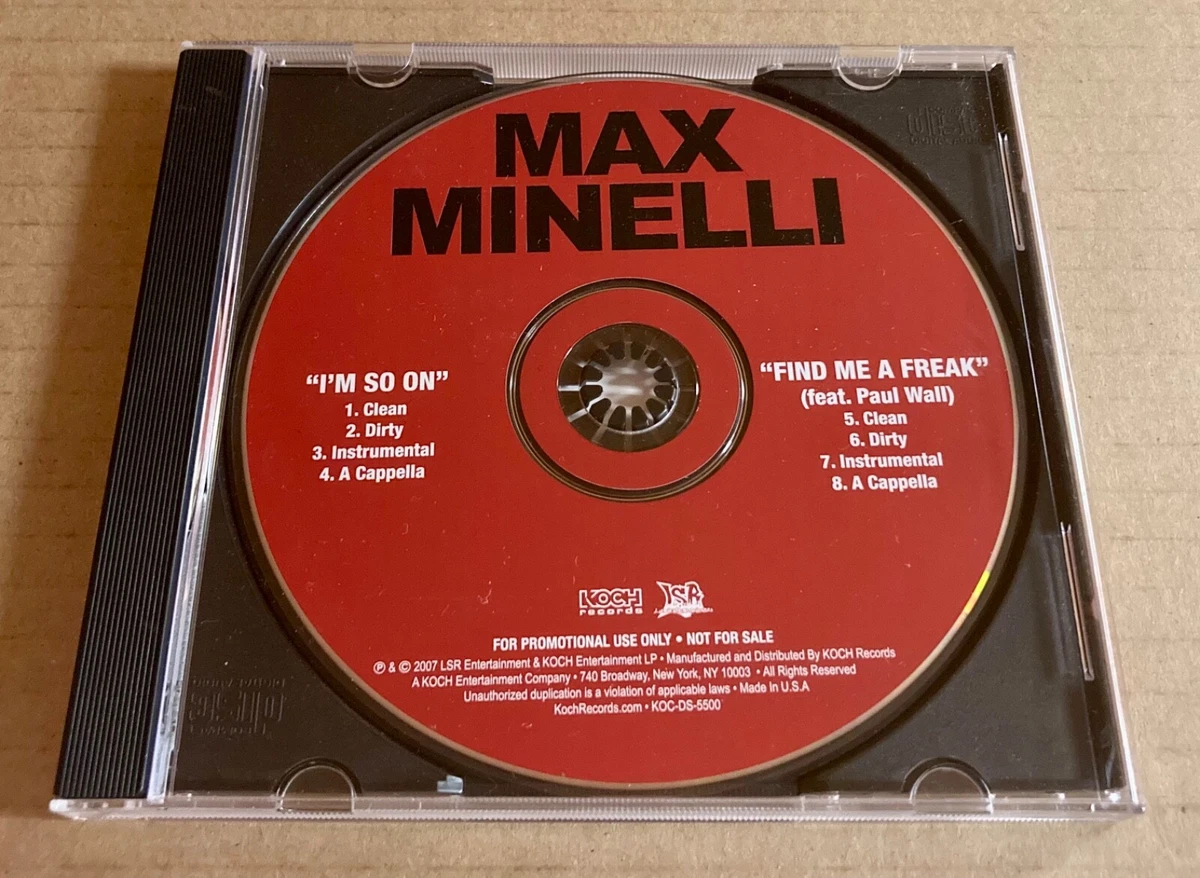 MAX
MINELLI
“I'M SO ON”
1. Clean
2. Dirty
3. Instrumental
4. A Cappella
“FIND ME A FREAK”
(feat. Paul Wall)
5. Clean
6. Dirty
7. Instrumental
8. A Cappella
KOCH
records
LSR
FOR PROMOTIONAL USE ONLY • NOT FOR SALE
℗ & © 2007 LSR Entertainment & KOCH Entertainment LP • Manufactured and Distributed By KOCH Records
A KOCH Entertainment Company • 740 Broadway, New York, NY 10003 • All Rights Reserved
Unauthorized duplication is a violation of applicable laws • Made In U.S.A
KochRecords.com • KOC-DS-5500